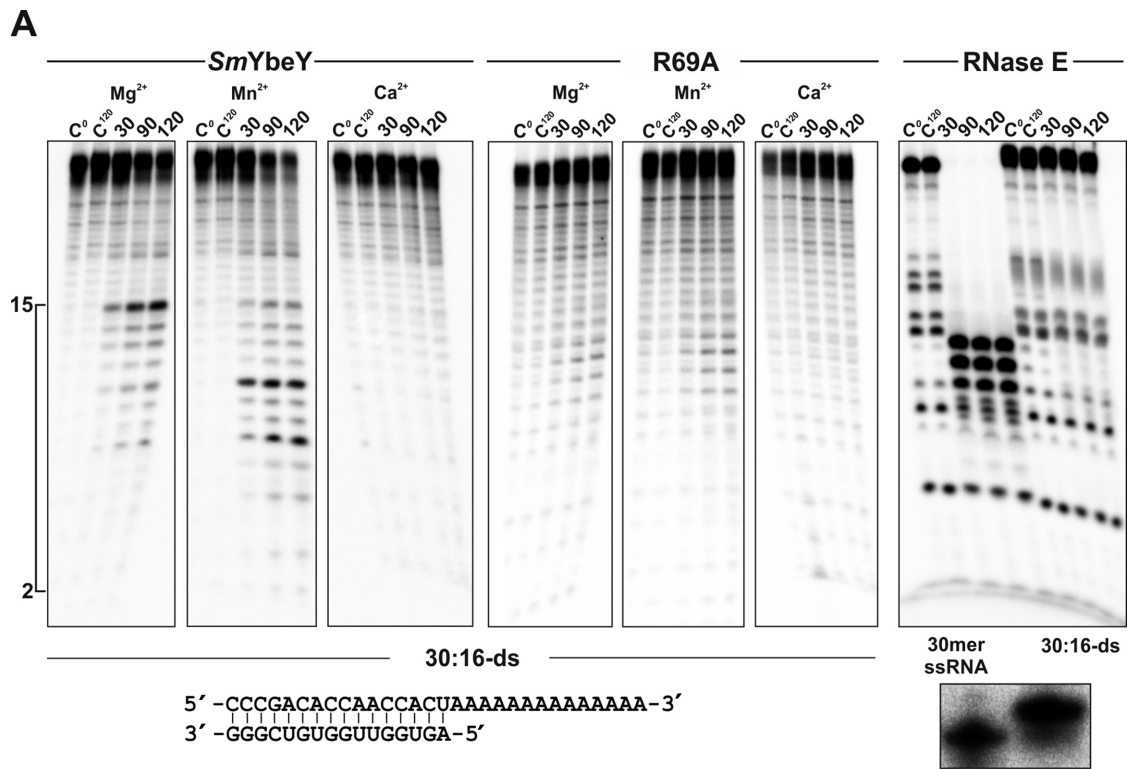 A
SmYbeY R69A RNase E
Mg²⁺ Mn²⁺ Ca²⁺ Mg²⁺ Mn²⁺ Ca²⁺
C⁰ C¹²⁰ 30 90 120 C⁰ C¹²⁰ 30 90 120 C⁰ C¹²⁰ 30 90 120 C⁰ C¹²⁰ 30 90 120 C⁰ C¹²⁰ 30 90 120 C⁰ C¹²⁰ 30 90 120 C⁰ C¹²⁰ 30 90 120 C⁰ C¹²⁰ 30 90 120
15
2
30:16-ds
30mer
ssRNA
30:16-ds
5′ -CCCGACACCAACCACUAAAAAAAAAAAAAA-3′
3′ -GGGCUGUGGUUGGUGA-5′